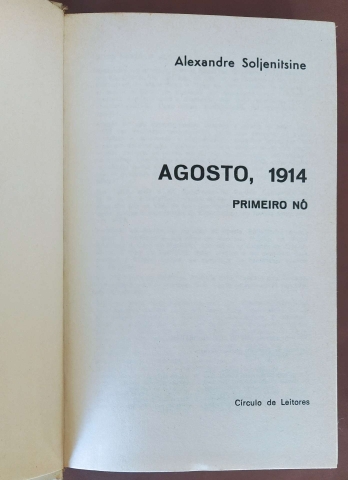 Alexandre Soljenitsine
AGOSTO, 1914
PRIMEIRO NÓ
Círculo de Leitores